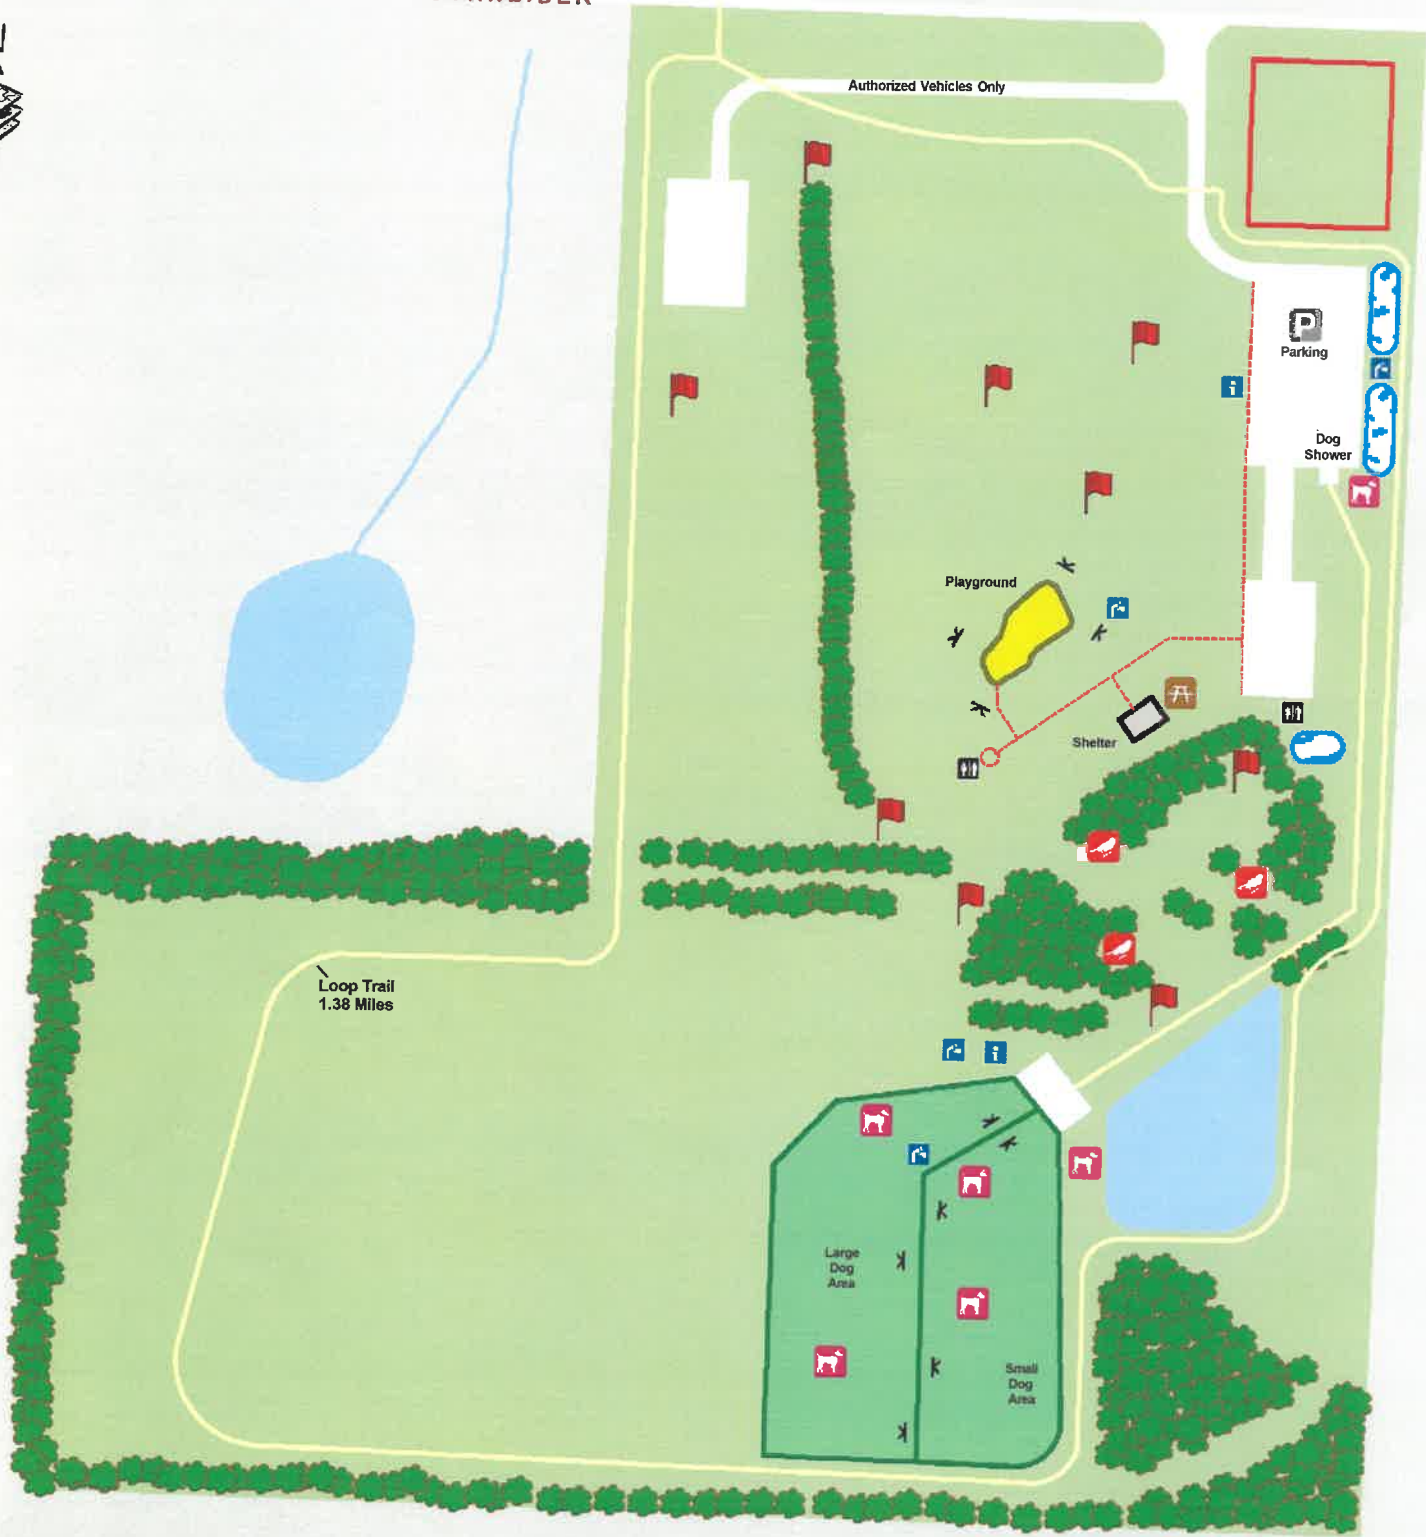 Authorized Vehicles Only
P
Parking
i
Dog
Shower
Playground
Shelter
Loop Trail
1.38 Miles
i
Large
Dog
Area
Small
Dog
Area